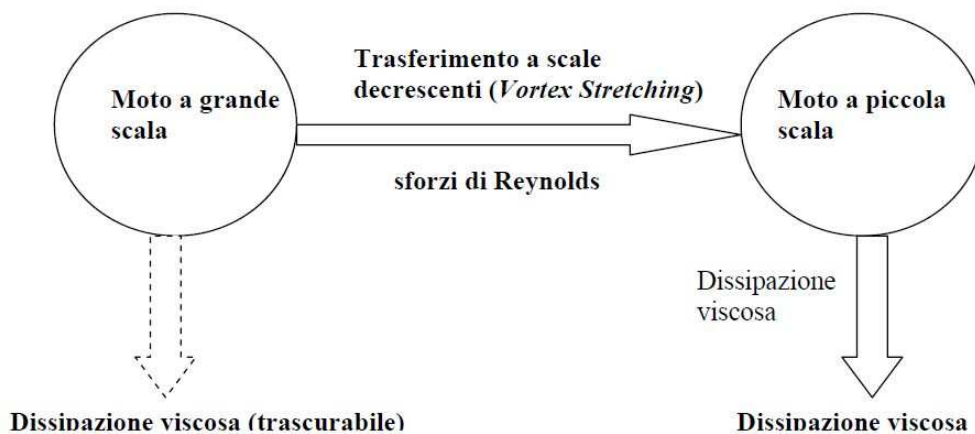 Trasferimento a scale
decrescenti (Vortex Stretching)
Moto a grande
scala
Moto a piccola
scala
sforzi di Reynolds
Dissipazione
viscosa
Dissipazione viscosa (trascurabile)
Dissipazione viscosa